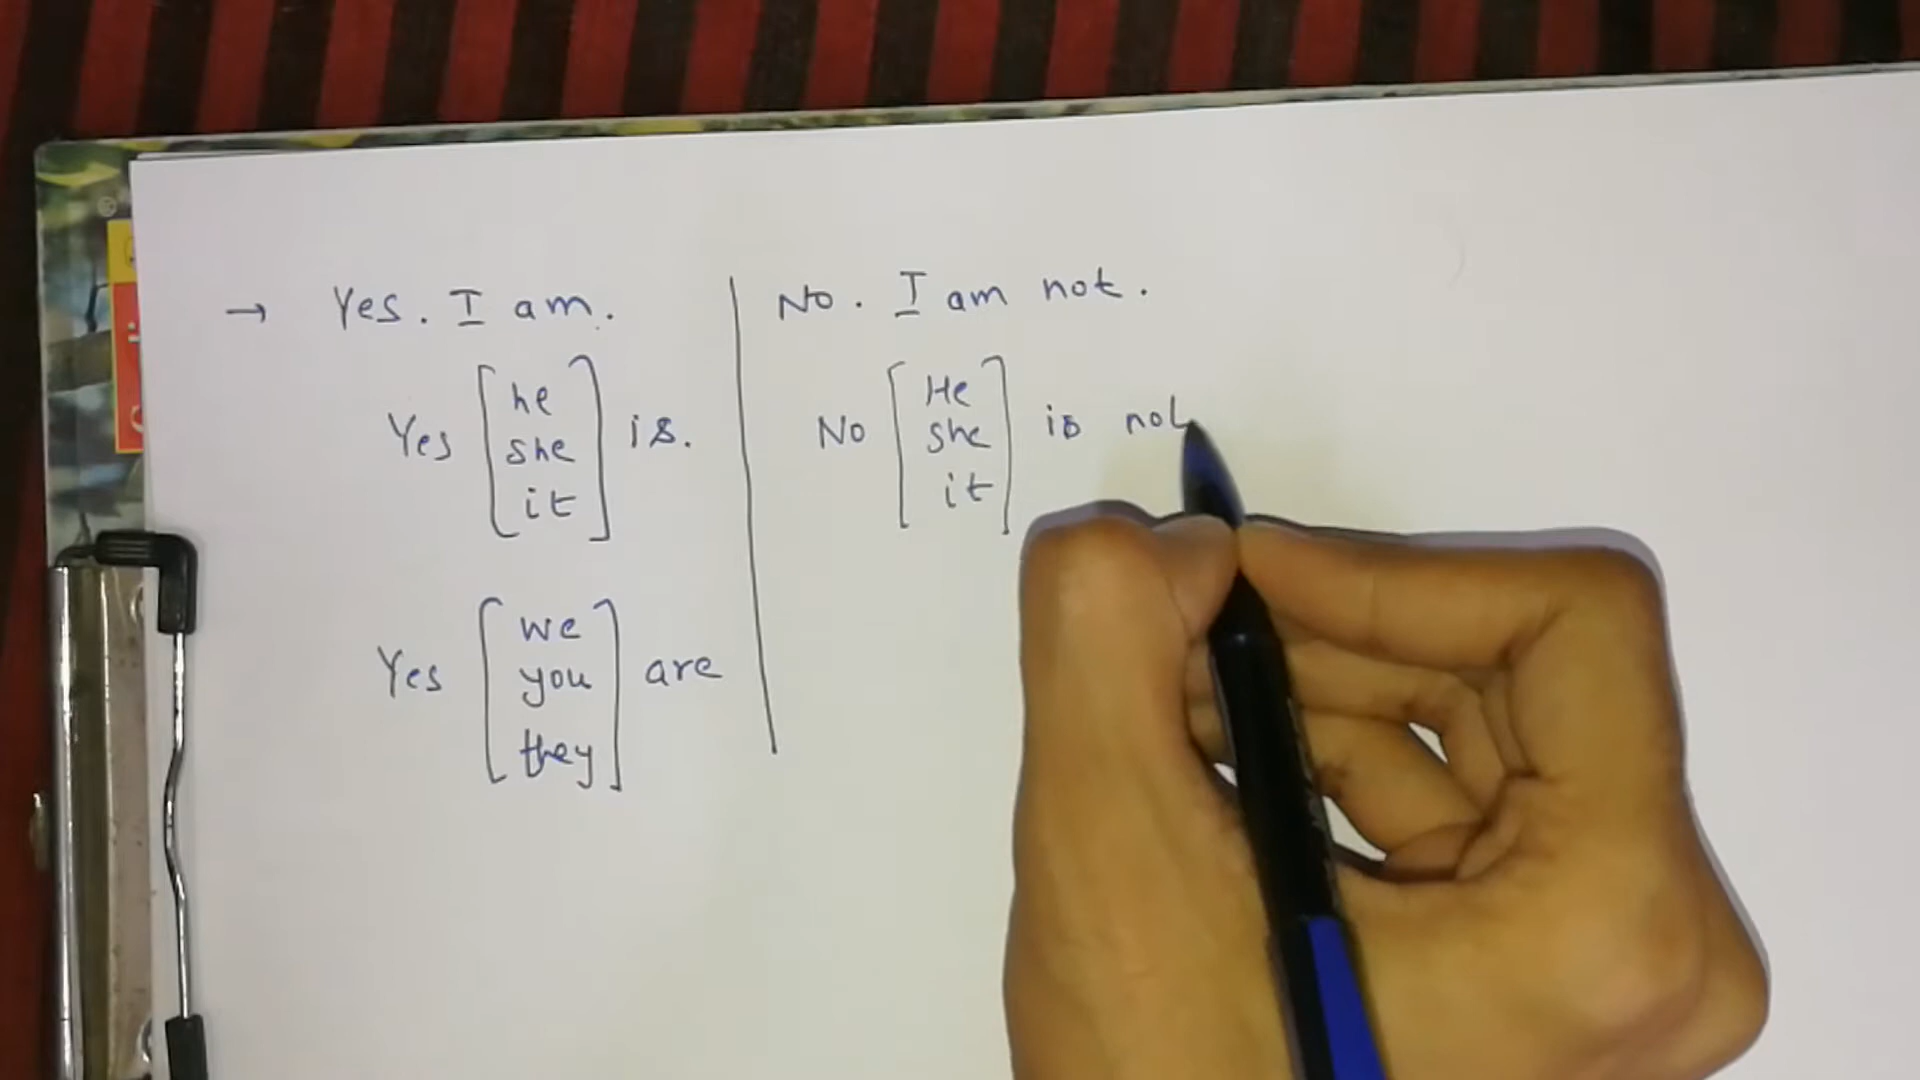 → Yes. I am. | No. I am not.
Yes [he she it] is. | No [He she it] is not
Yes [we you they] are